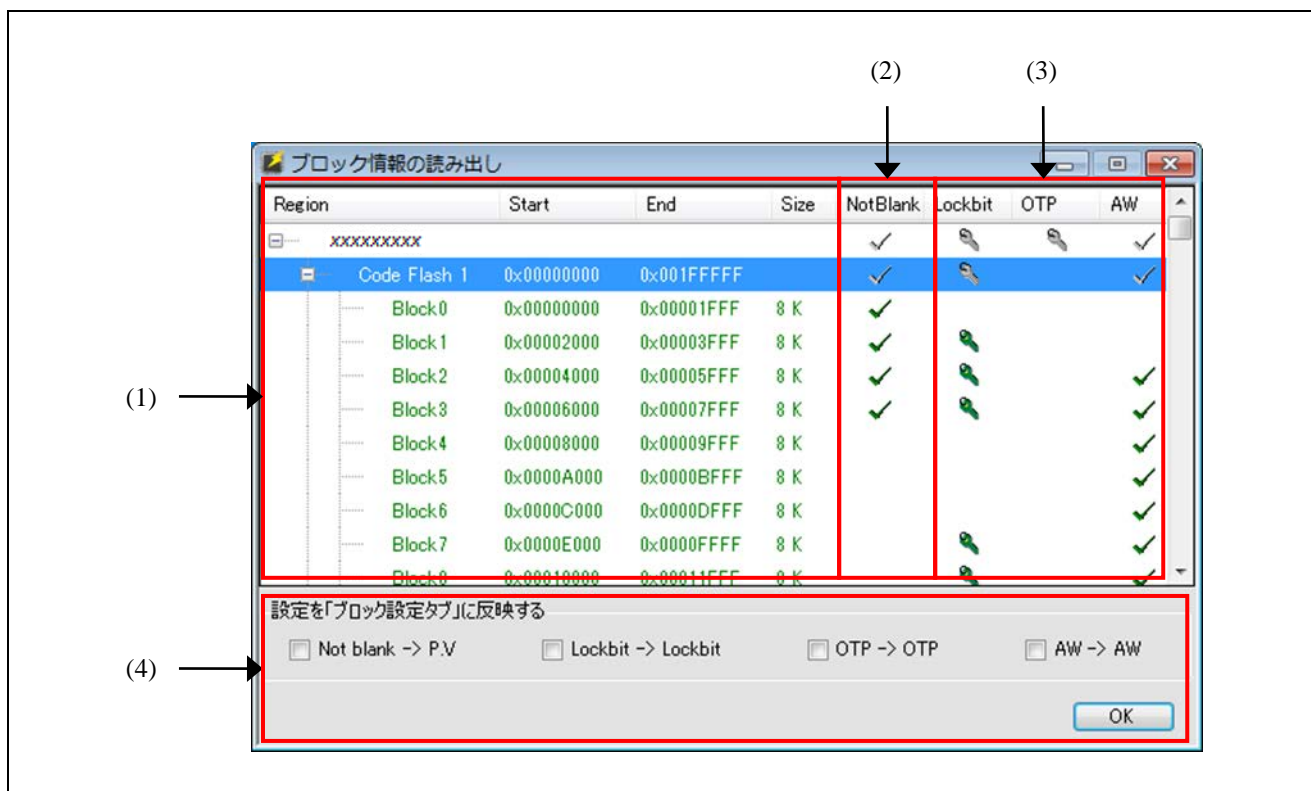 (2) (3)
ブロック情報の読み出し
Region Start End Size NotBlank Lockbit OTP AW
xxxxxxxxx
Code Flash 1 0x00000000 0x001FFFFF
Block0 0x00000000 0x00001FFF 8 K
Block1 0x00002000 0x00003FFF 8 K
Block2 0x00004000 0x00005FFF 8 K
(1)
Block3 0x00006000 0x00007FFF 8 K
Block4 0x00008000 0x00009FFF 8 K
Block5 0x0000A000 0x0000BFFF 8 K
Block6 0x0000C000 0x0000DFFF 8 K
Block7 0x0000E000 0x0000FFFF 8 K
Block8 0x00010000 0x00011FFF 8 K
設定を「ブロック設定タブ」に反映する
Not blank -> P.V Lockbit -> Lockbit OTP -> OTP AW -> AW
(4)
OK